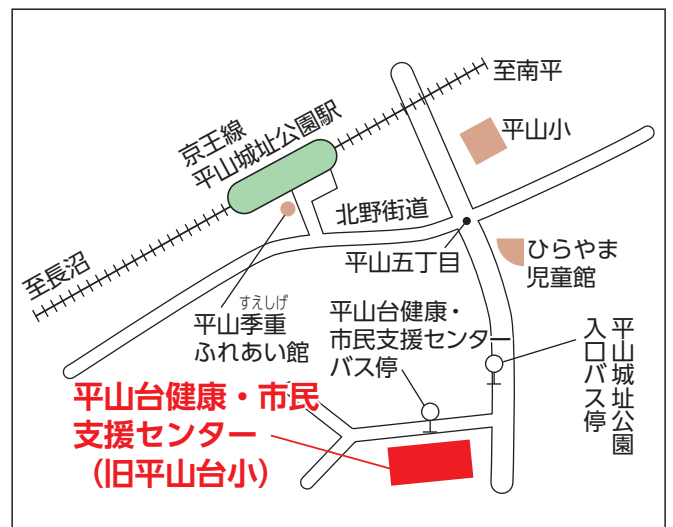 至南平
京王線
平山城址公園駅
平山小
北野街道
平山五丁目
ひらやま
児童館
至長沼
すえしげ
平山季重
ふれあい館
平山台健康・
市民支援センター
バス停
平山城址公園
入口バス停
平山台健康・市民
支援センター
（旧平山台小）